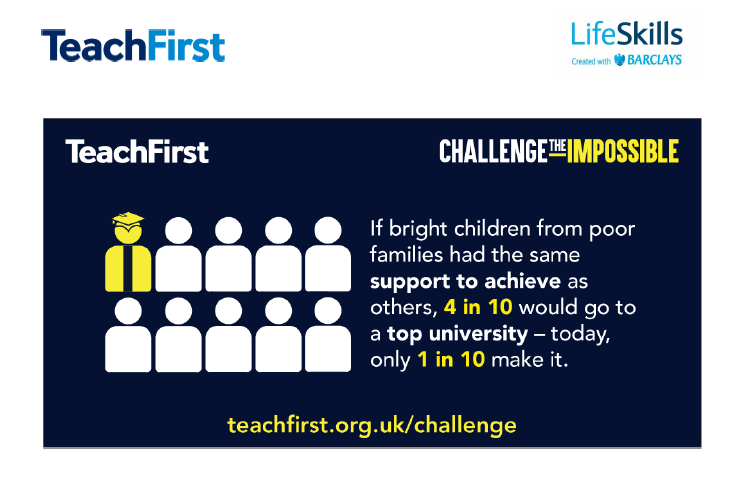 TeachFirst
LifeSkills
Created with BARCLAYS
TeachFirst
CHALLENGE THE IMPOSSIBLE
If bright children from poor
families had the same
support to achieve as
others, 4 in 10 would go to
a top university – today,
only 1 in 10 make it.
teachfirst.org.uk/challenge